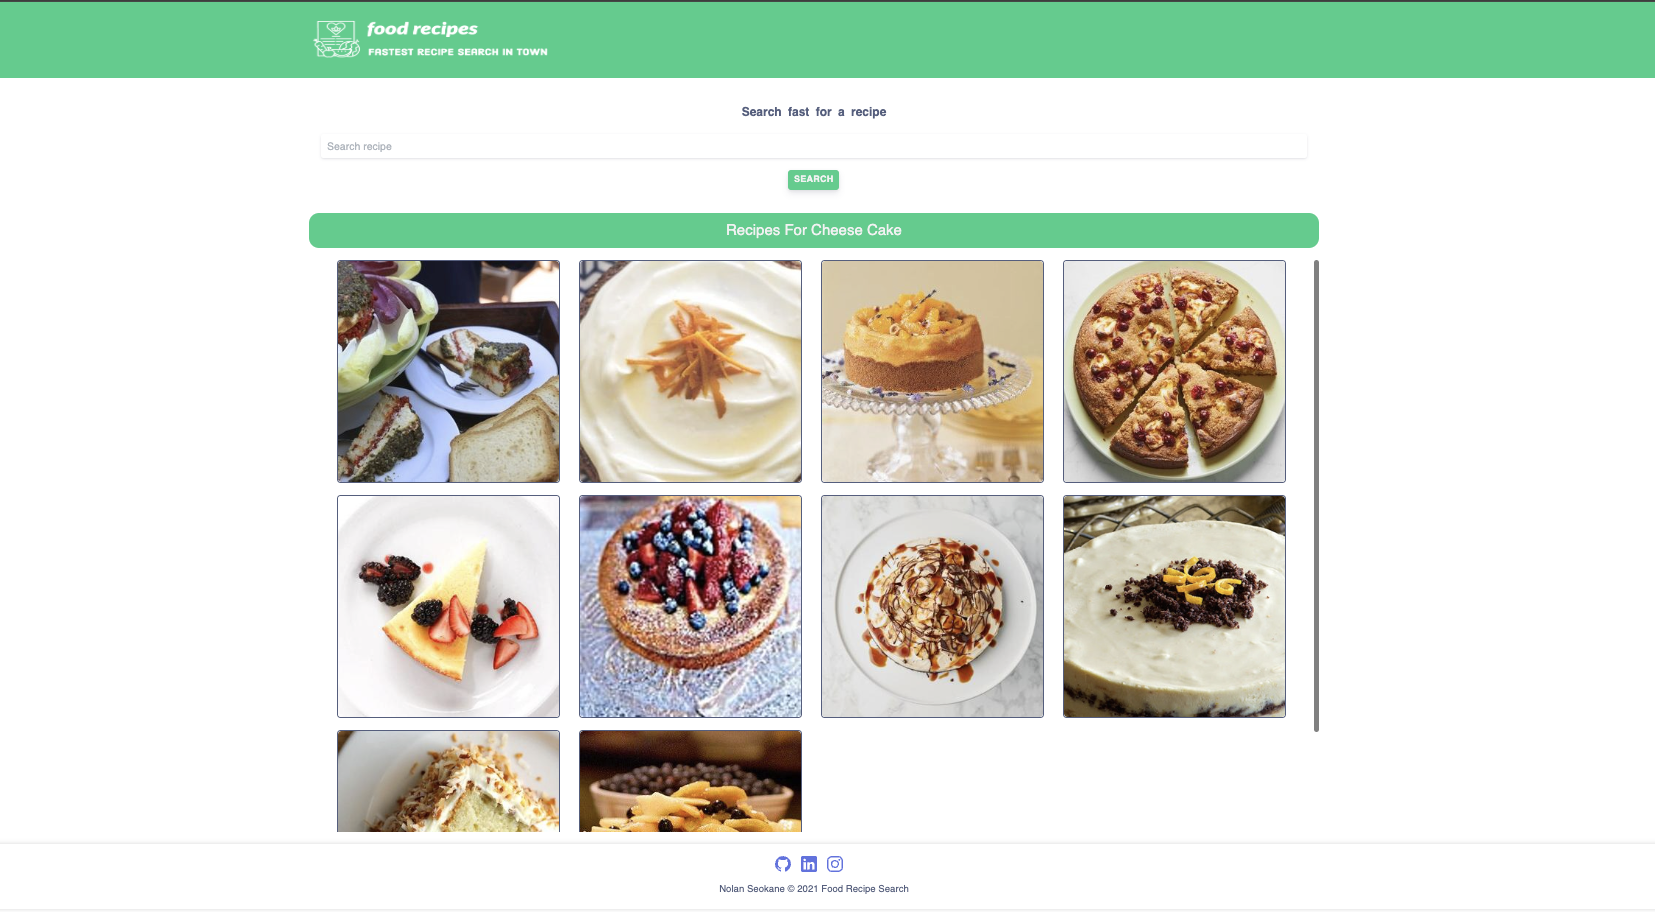 food recipes
FASTEST RECIPE SEARCH IN TOWN
Search fast for a recipe
Search recipe
SEARCH
Recipes For Cheese Cake
Nolan Seokane © 2021 Food Recipe Search